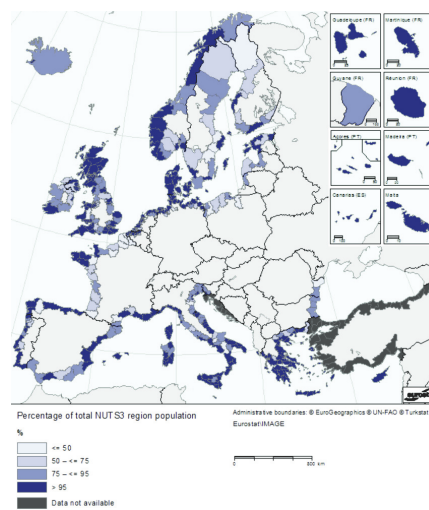 Guadeloupe (FR)
Martinique (FR)
Guyane (FR)
Reunion (FR)
Açores (PT)
Madeira (PT)
Canarias (ES)
Malta
Percentage of total NUTS3 region population
%
<= 50
50 – <= 75
75 – <= 95
> 95
Data not available
Administrative boundaries: © EuroGeographics © UN-FAO © Turkstat
Eurostat/IMAGE
0 800 km